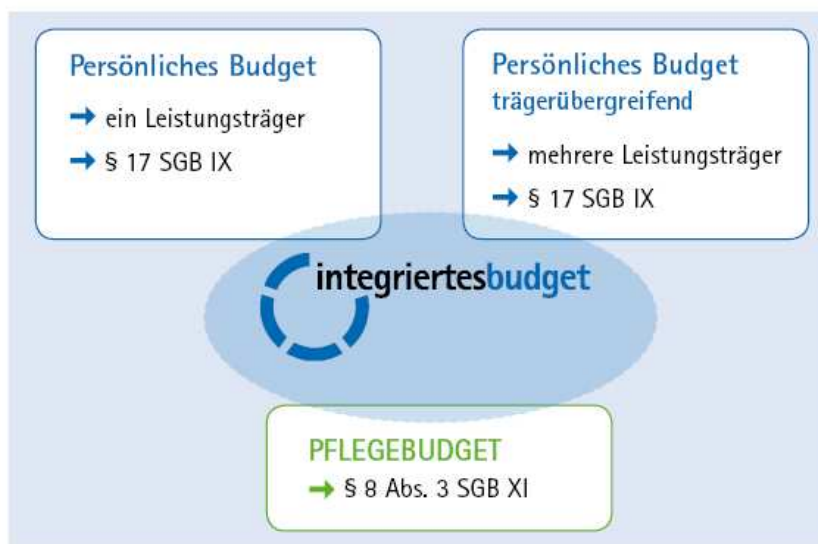 Persönliches Budget
→ ein Leistungsträger
→ § 17 SGB IX
Persönliches Budget
trägerübergreifend
→ mehrere Leistungsträger
→ § 17 SGB IX
integriertesbudget
PFLEGEBUDGET
→ § 8 Abs. 3 SGB XI